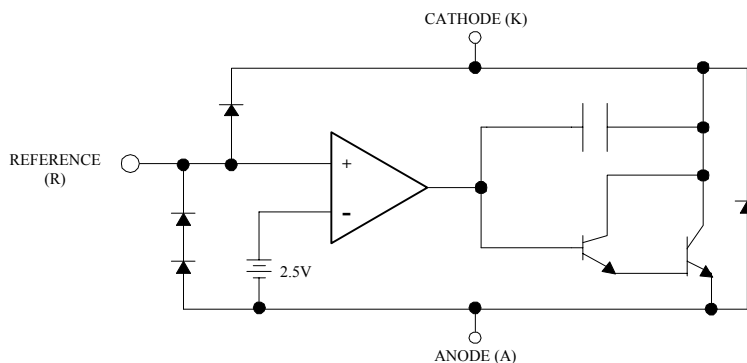 CATHODE (K)
REFERENCE
(R)
+
-
2.5V
ANODE (A)